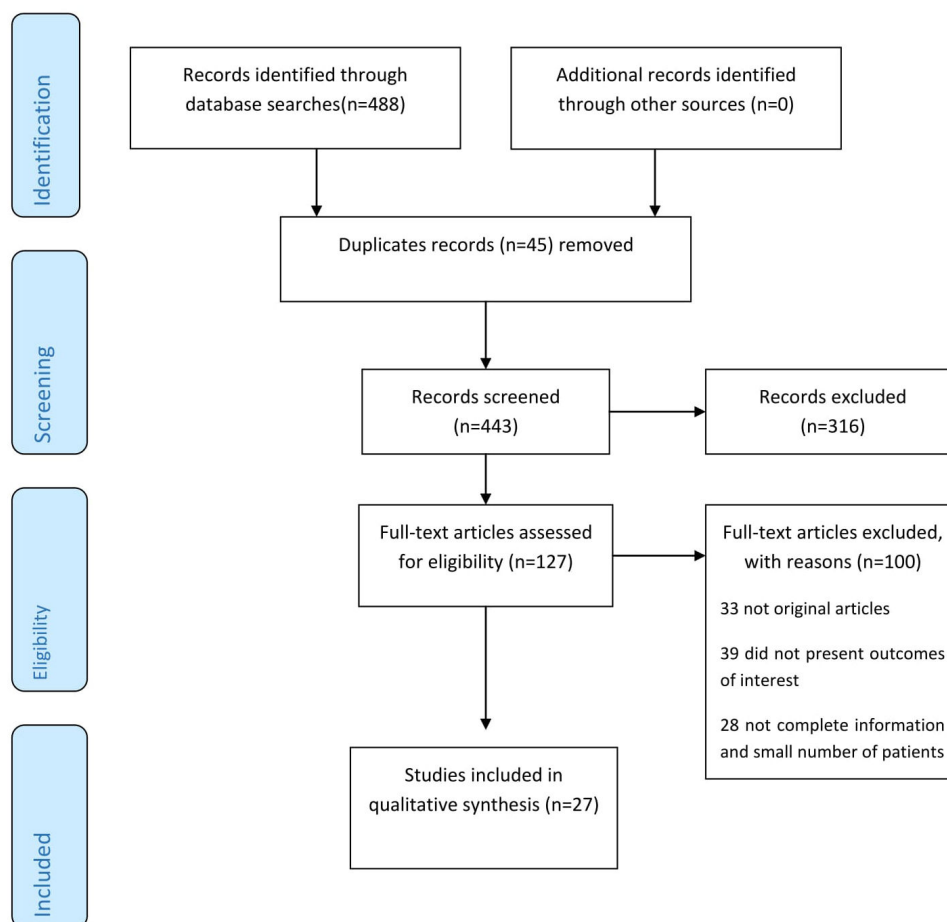 Identification
Records identified through
database searches(n=488)
Additional records identified
through other sources (n=0)
Duplicates records (n=45) removed
Screening
Records screened
(n=443)
Records excluded
(n=316)
Eligibility
Full-text articles assessed
for eligibility (n=127)
Full-text articles excluded,
with reasons (n=100)
33 not original articles
39 did not present outcomes
of interest
28 not complete information
and small number of patients
Included
Studies included in
qualitative synthesis (n=27)